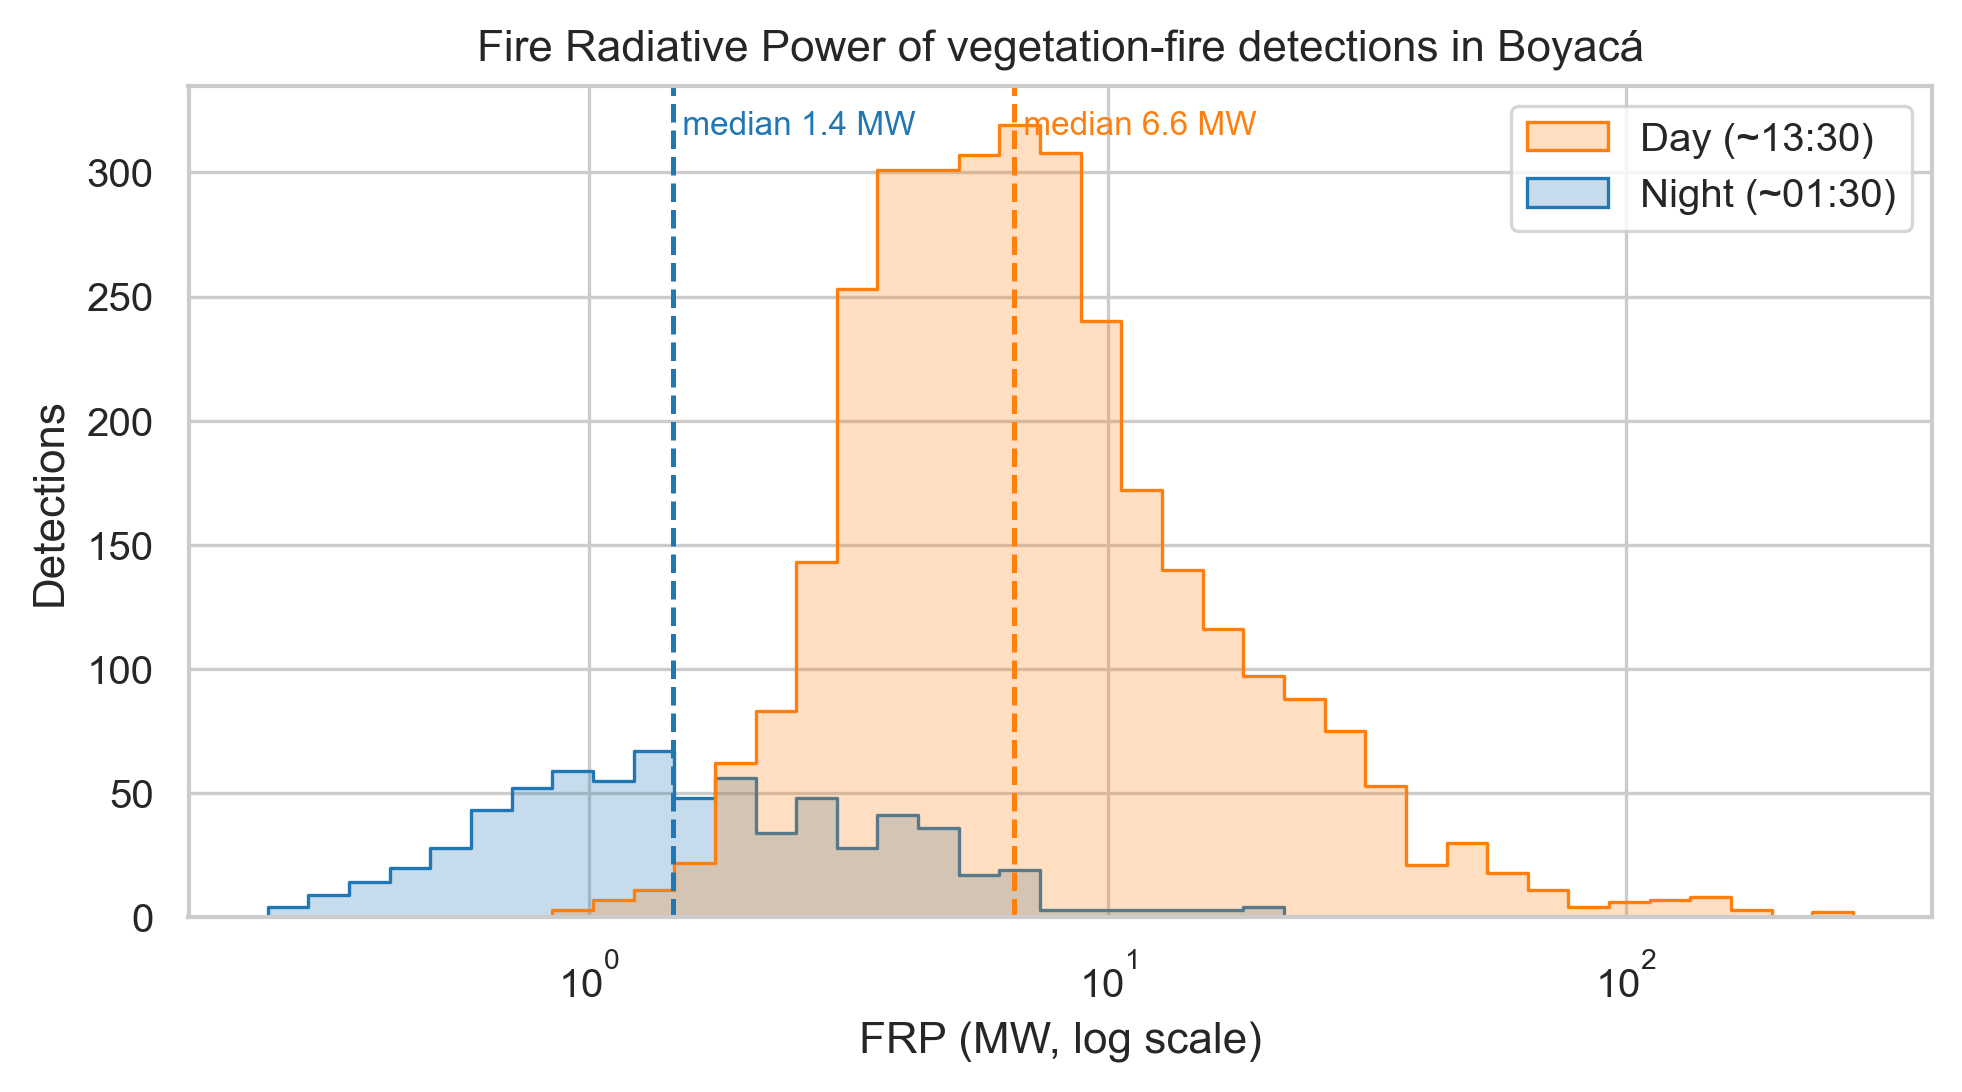 Fire Radiative Power of vegetation-fire detections in Boyacá
median 1.4 MW
median 6.6 MW
Day (~13:30)
Night (~01:30)
300
250
200
150
100
50
0
Detections
10^0
10^1
10^2
FRP (MW, log scale)